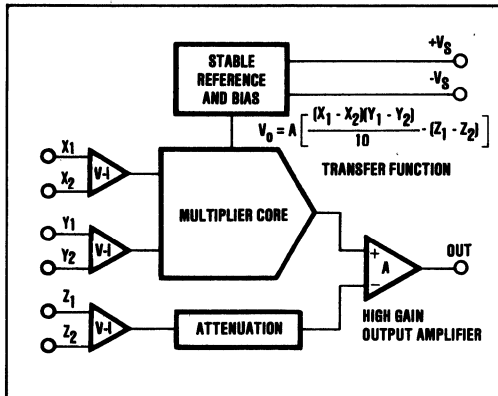 STABLE
REFERENCE
AND BIAS
+VS
-VS
Vo = A [ (X1 - X2)(Y1 - Y2) / 10 - (Z1 - Z2) ]
TRANSFER FUNCTION
X1
X2
V-I
MULTIPLIER CORE
Y1
Y2
V-I
Z1
Z2
V-I
ATTENUATION
+
A
-
OUT
HIGH GAIN
OUTPUT AMPLIFIER